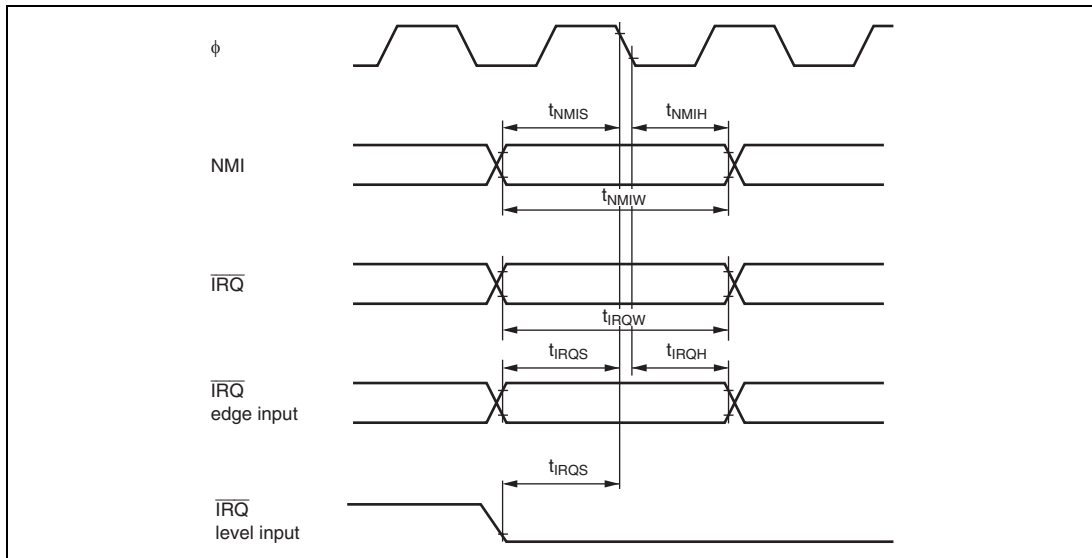 ϕ
tNMIS tNMIH
NMI
tNMIW
IRQ
tIRQW
tIRQS tIRQH
IRQ
edge input
tIRQS
IRQ
level input